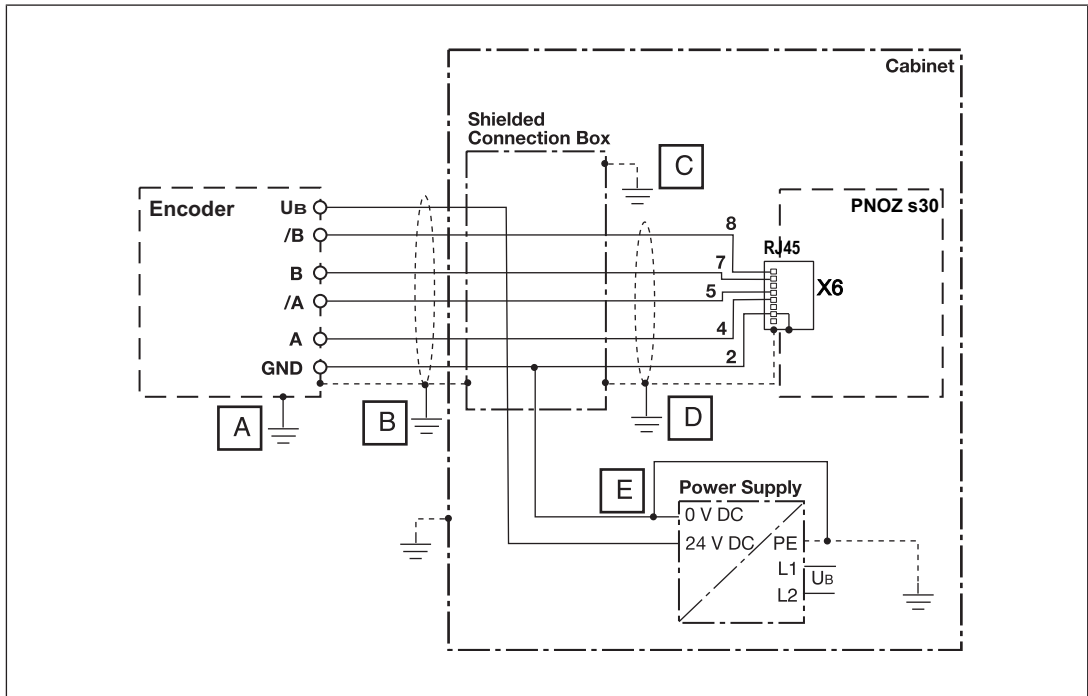 Cabinet
Shielded
Connection Box
C
Encoder
UB
/B
B
/A
A
GND
8
7
5
4
2
RJ45
PNOZ s30
X6
A
B
D
E
Power Supply
0 V DC
24 V DC
PE
L1
UB
L2